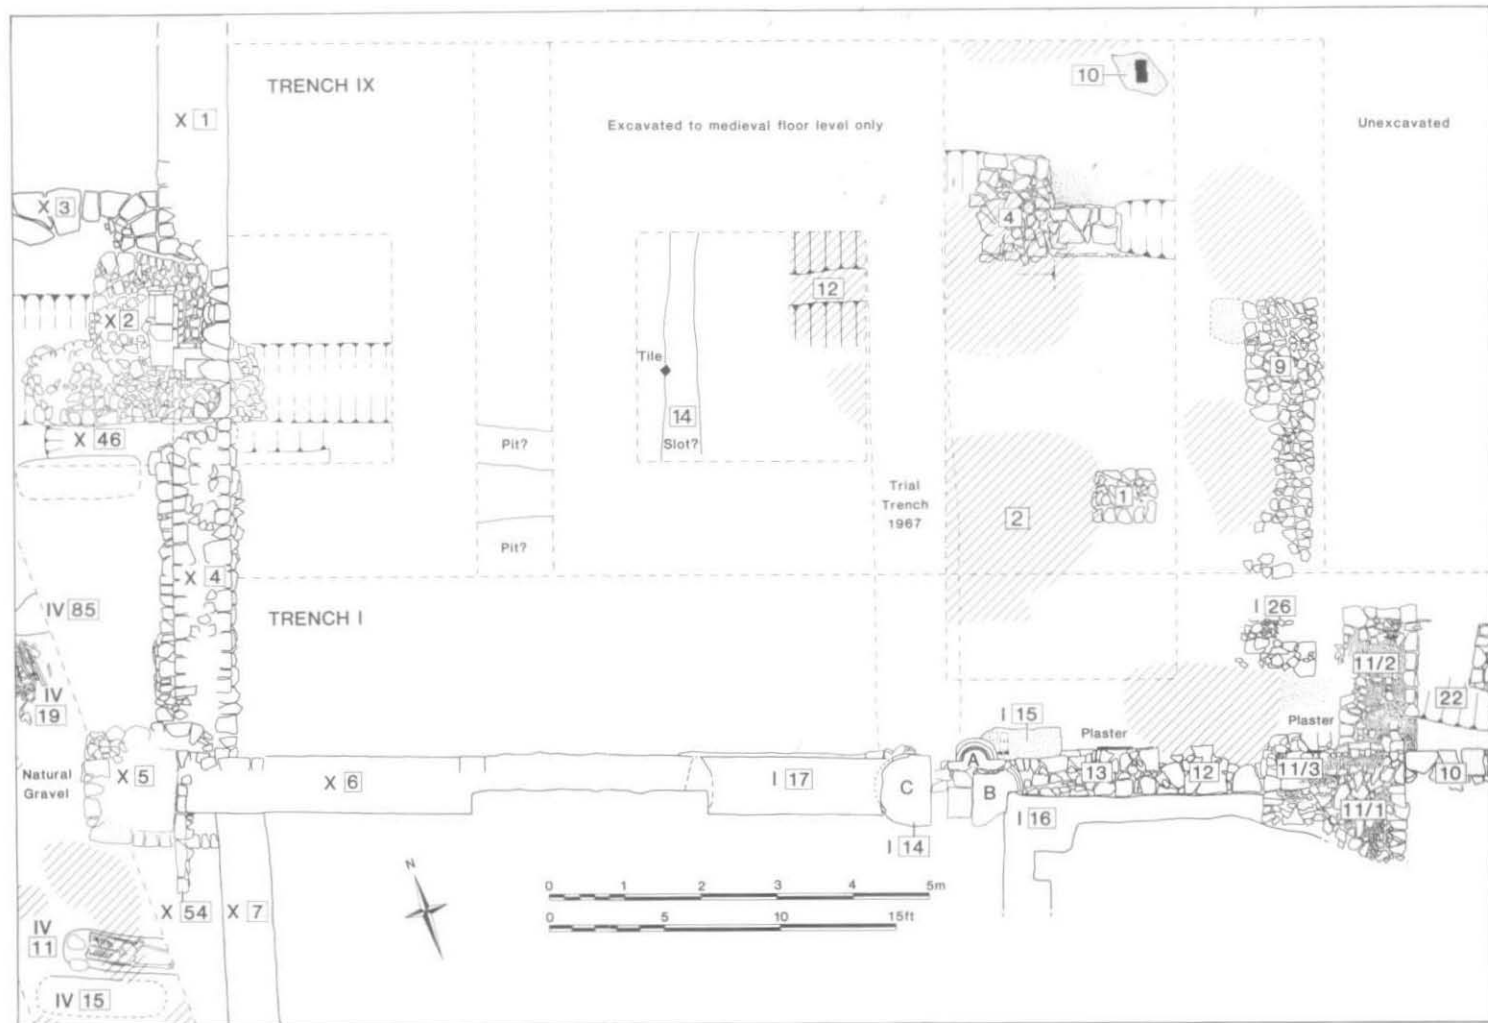 TRENCH IX
10
X 1
Excavated to medieval floor level only
Unexcavated
X 3
4
12
X 2
Tile
9
14
X 46
Pit?
Slot?
Trial
Trench
1967
1
2
Pit?
X 4
IV 85
TRENCH I
I 26
11/2
IV
19
22
I 15
Plaster
Plaster
A
Natural
Gravel
X 5
X 6
I 17
C
B
13
12
11/3
10
11/1
I 16
I 14
N
0 1 2 3 4 5m
X 54
X 7
0 5 10 15ft
IV
11
IV 15